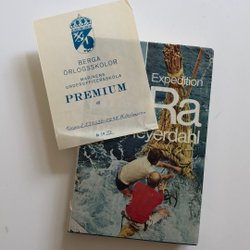 BERGA
ÖRLOGSSKOLOR
MARINENS
UNDEROFFICERSSKOLA
PREMIUM
Expedition
Ra
Heyerdahl